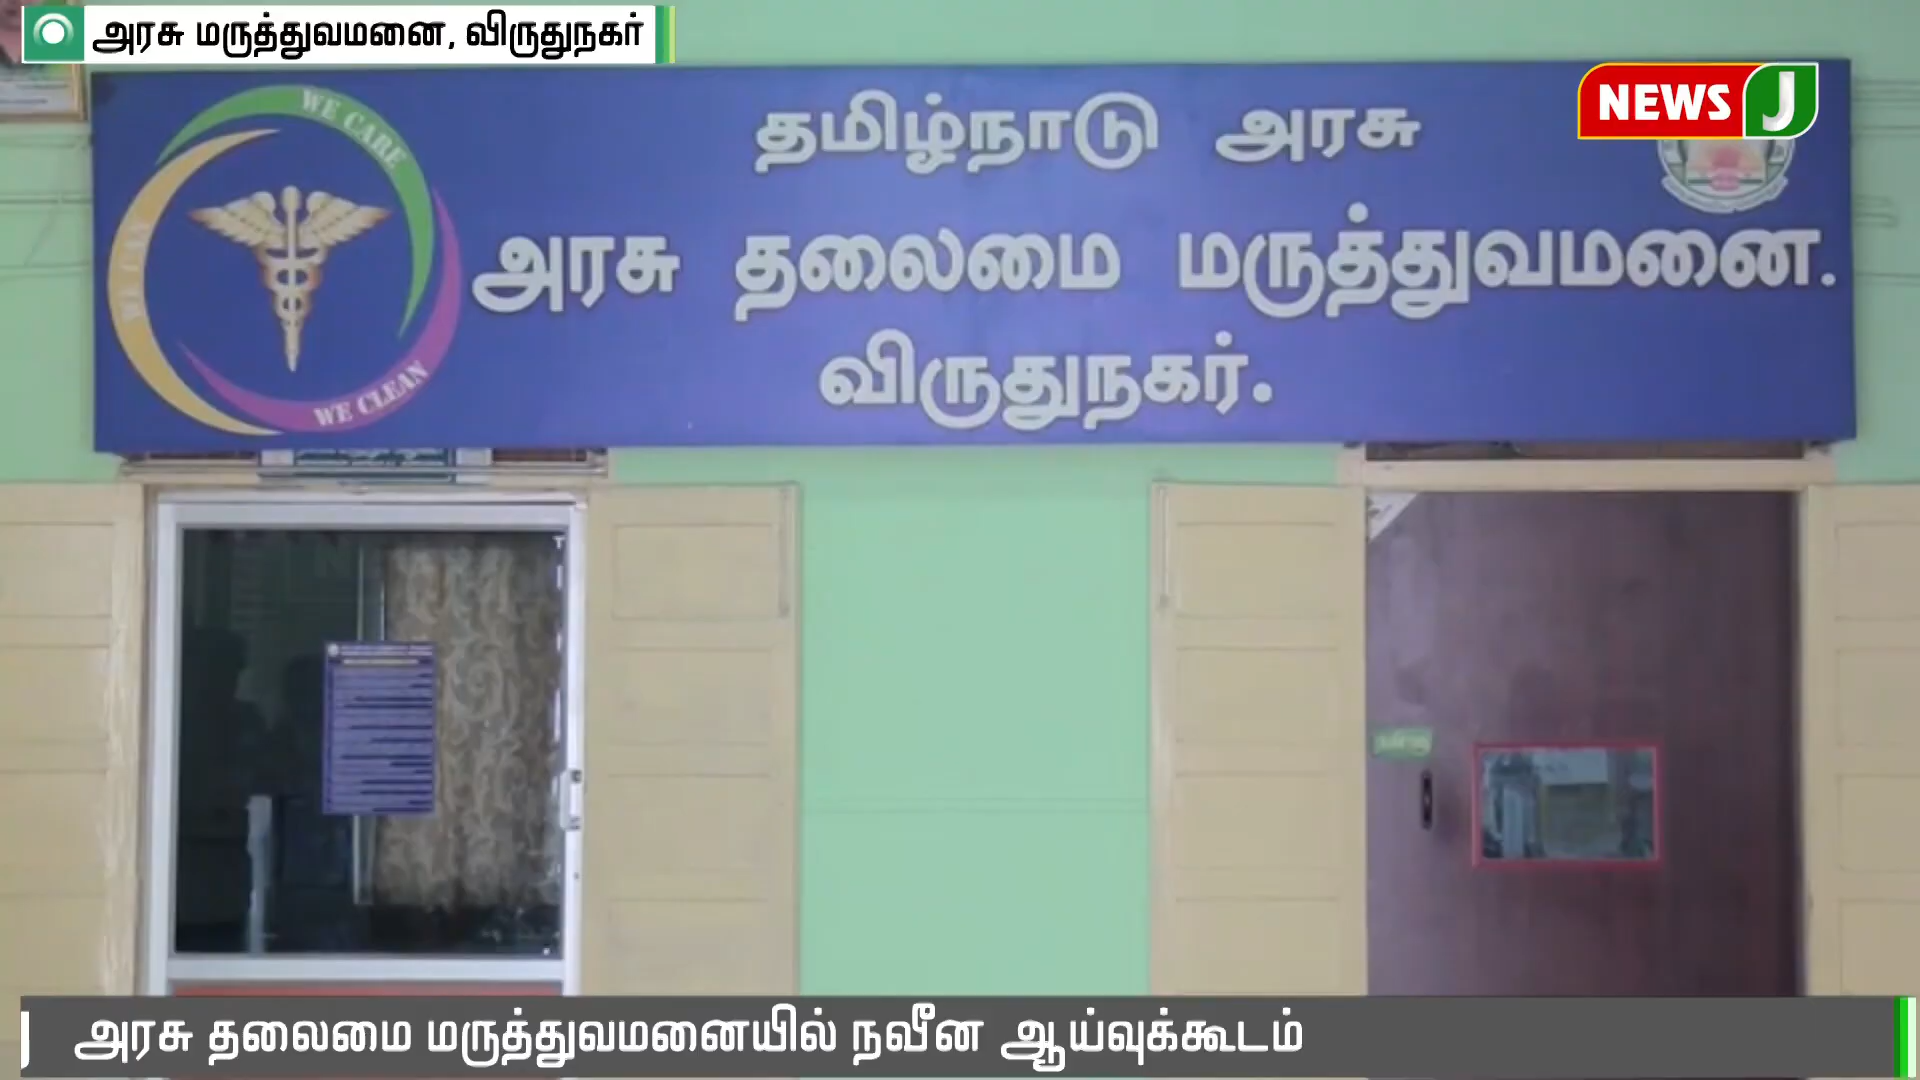 அரசு மருத்துவமனை, விருதுநகர்
NEWS J
தமிழ்நாடு அரசு
அரசு தலைமை மருத்துவமனை.
விருதுநகர்.
WE CARE
WE CLEAN
அரசு தலைமை மருத்துவமனையில் நவீன ஆய்வுக்கூடம்